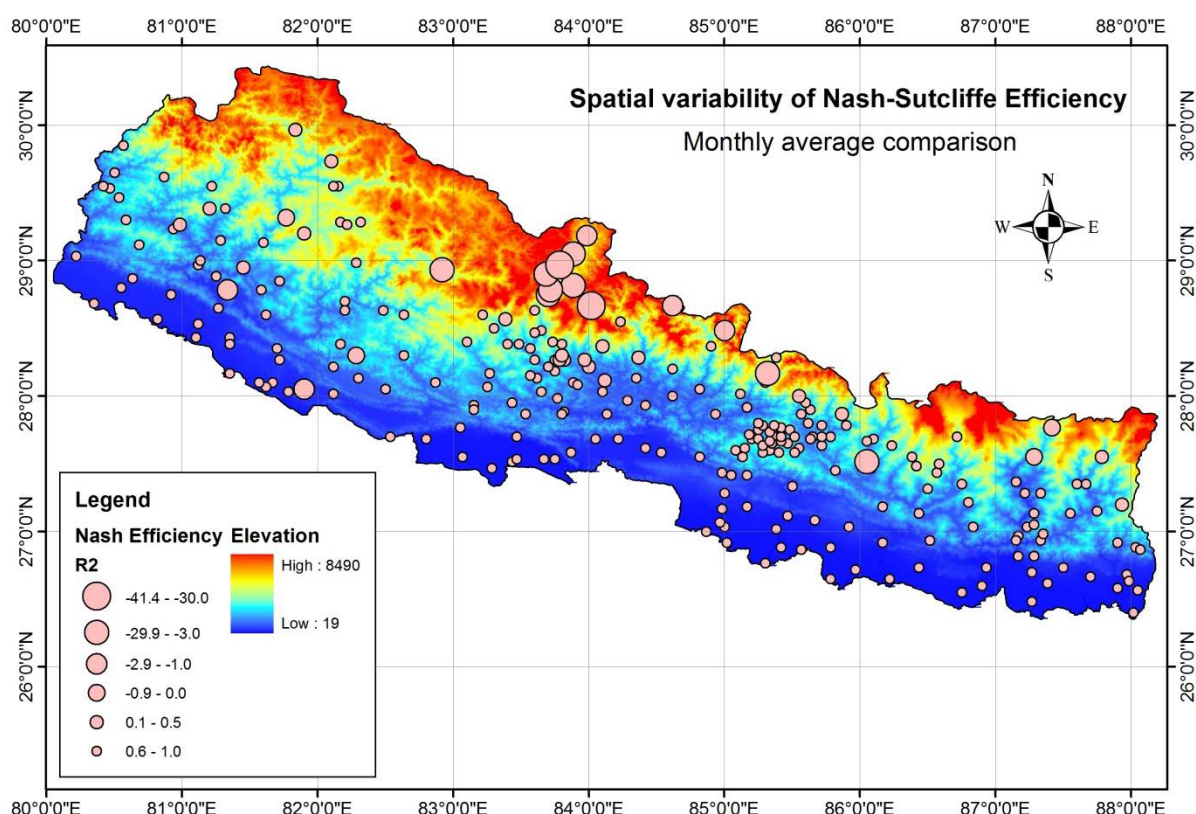 80°0'0"E 81°0'0"E 82°0'0"E 83°0'0"E 84°0'0"E 85°0'0"E 86°0'0"E 87°0'0"E 88°0'0"E
Spatial variability of Nash-Sutcliffe Efficiency
Monthly average comparison
N
W E
S
30°0'0"N 30°0'0"N
29°0'0"N 29°0'0"N
28°0'0"N 28°0'0"N
27°0'0"N 27°0'0"N
26°0'0"N 26°0'0"N
Legend
Nash Efficiency Elevation
R2
High : 8490
Low : 19
-41.4 - -30.0
-29.9 - -3.0
-2.9 - -1.0
-0.9 - 0.0
0.1 - 0.5
0.6 - 1.0
80°0'0"E 81°0'0"E 82°0'0"E 83°0'0"E 84°0'0"E 85°0'0"E 86°0'0"E 87°0'0"E 88°0'0"E